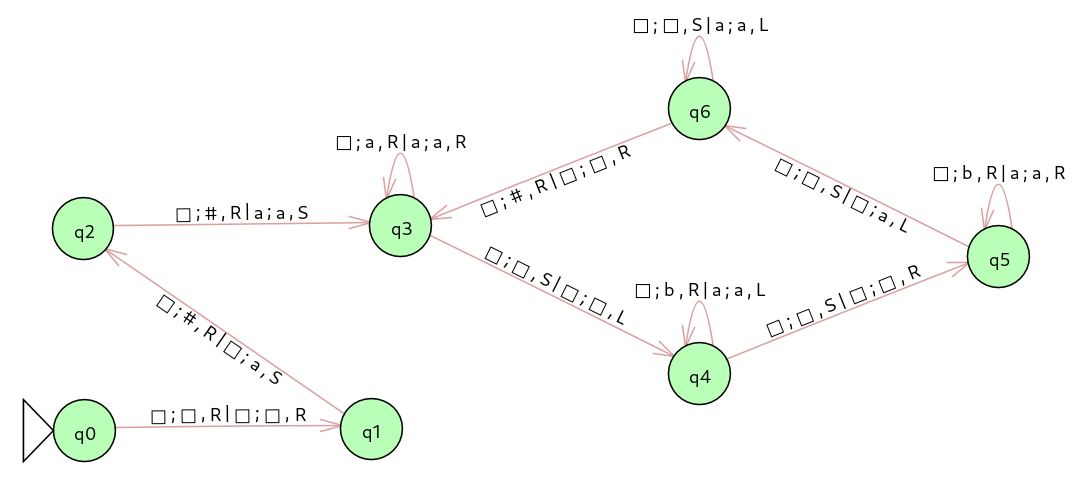 □;□,S|a;a,L
q6
□;a,R|a;a,R
□;#,R|□;□,R
□;□,S|□;a,L
□;b,R|a;a,R
q2
□;#,R|a;a,S
q3
q5
□;□,S|□;□,L
□;b,R|a;a,L
□;□,S|□;□,R
□;#,R|□;a,S
q4
q0
□;□,R|□;□,R
q1